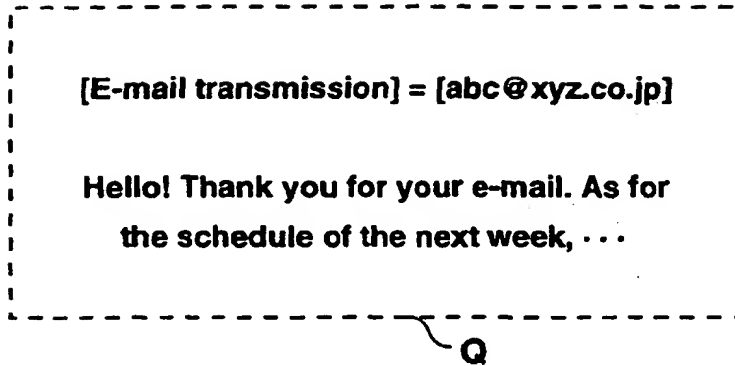 [E-mail transmission] = [abc@xyz.co.jp]
Hello! Thank you for your e-mail. As for
the schedule of the next week, ···
Q